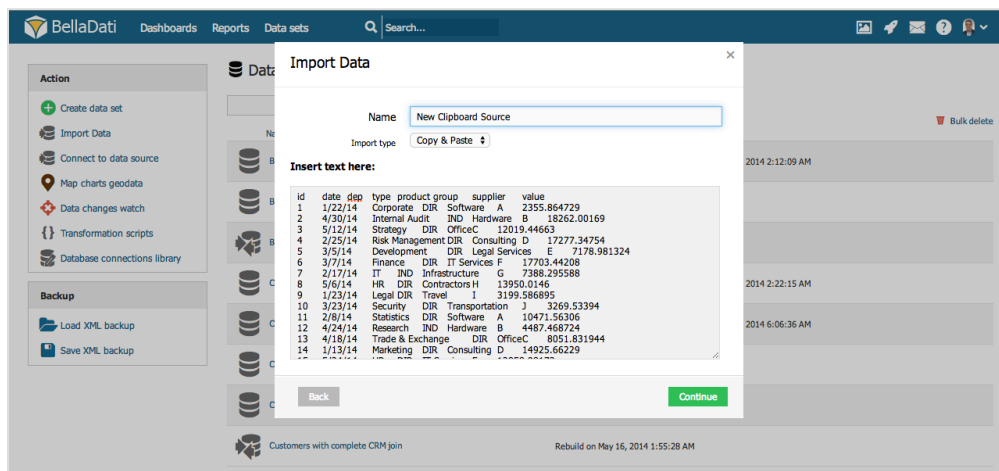 BellaDati Dashboards Reports Data sets Search...
Action
Create data set
Import Data
Connect to data source
Map charts geodata
Data changes watch
{} Transformation scripts
Database connections library
Backup
Load XML backup
Save XML backup
Data
Bulk delete
Na
B 2014 2:12:09 AM
B
B
C 2014 2:22:15 AM
C 2014 6:06:36 AM
C
C
Customers with complete CRM join Rebuild on May 16, 2014 1:55:28 AM
Import Data ×
Name New Clipboard Source
Import type Copy & Paste
Insert text here:
id date dep type product group supplier value
1 1/22/14 Corporate DIR Software A 2355.864729
2 4/30/14 Internal Audit IND Hardware B 18262.00169
3 5/12/14 Strategy DIR OfficeC 12019.44663
4 2/25/14 Risk Management DIR Consulting D 17277.34754
5 3/5/14 Development DIR Legal Services E 7178.981324
6 3/7/14 Finance DIR IT Services F 17703.44208
7 2/17/14 IT IND Infrastructure G 7388.295588
8 5/6/14 HR DIR Contractors H 13950.0146
9 1/23/14 Legal DIR Travel I 3199.586895
10 3/23/14 Security DIR Transportation J 3269.53394
11 2/8/14 Statistics DIR Software A 10471.56306
12 4/24/14 Research IND Hardware B 4487.468724
13 4/18/14 Trade & Exchange DIR OfficeC 8051.831944
14 1/13/14 Marketing DIR Consulting D 14925.66229
Back Continue